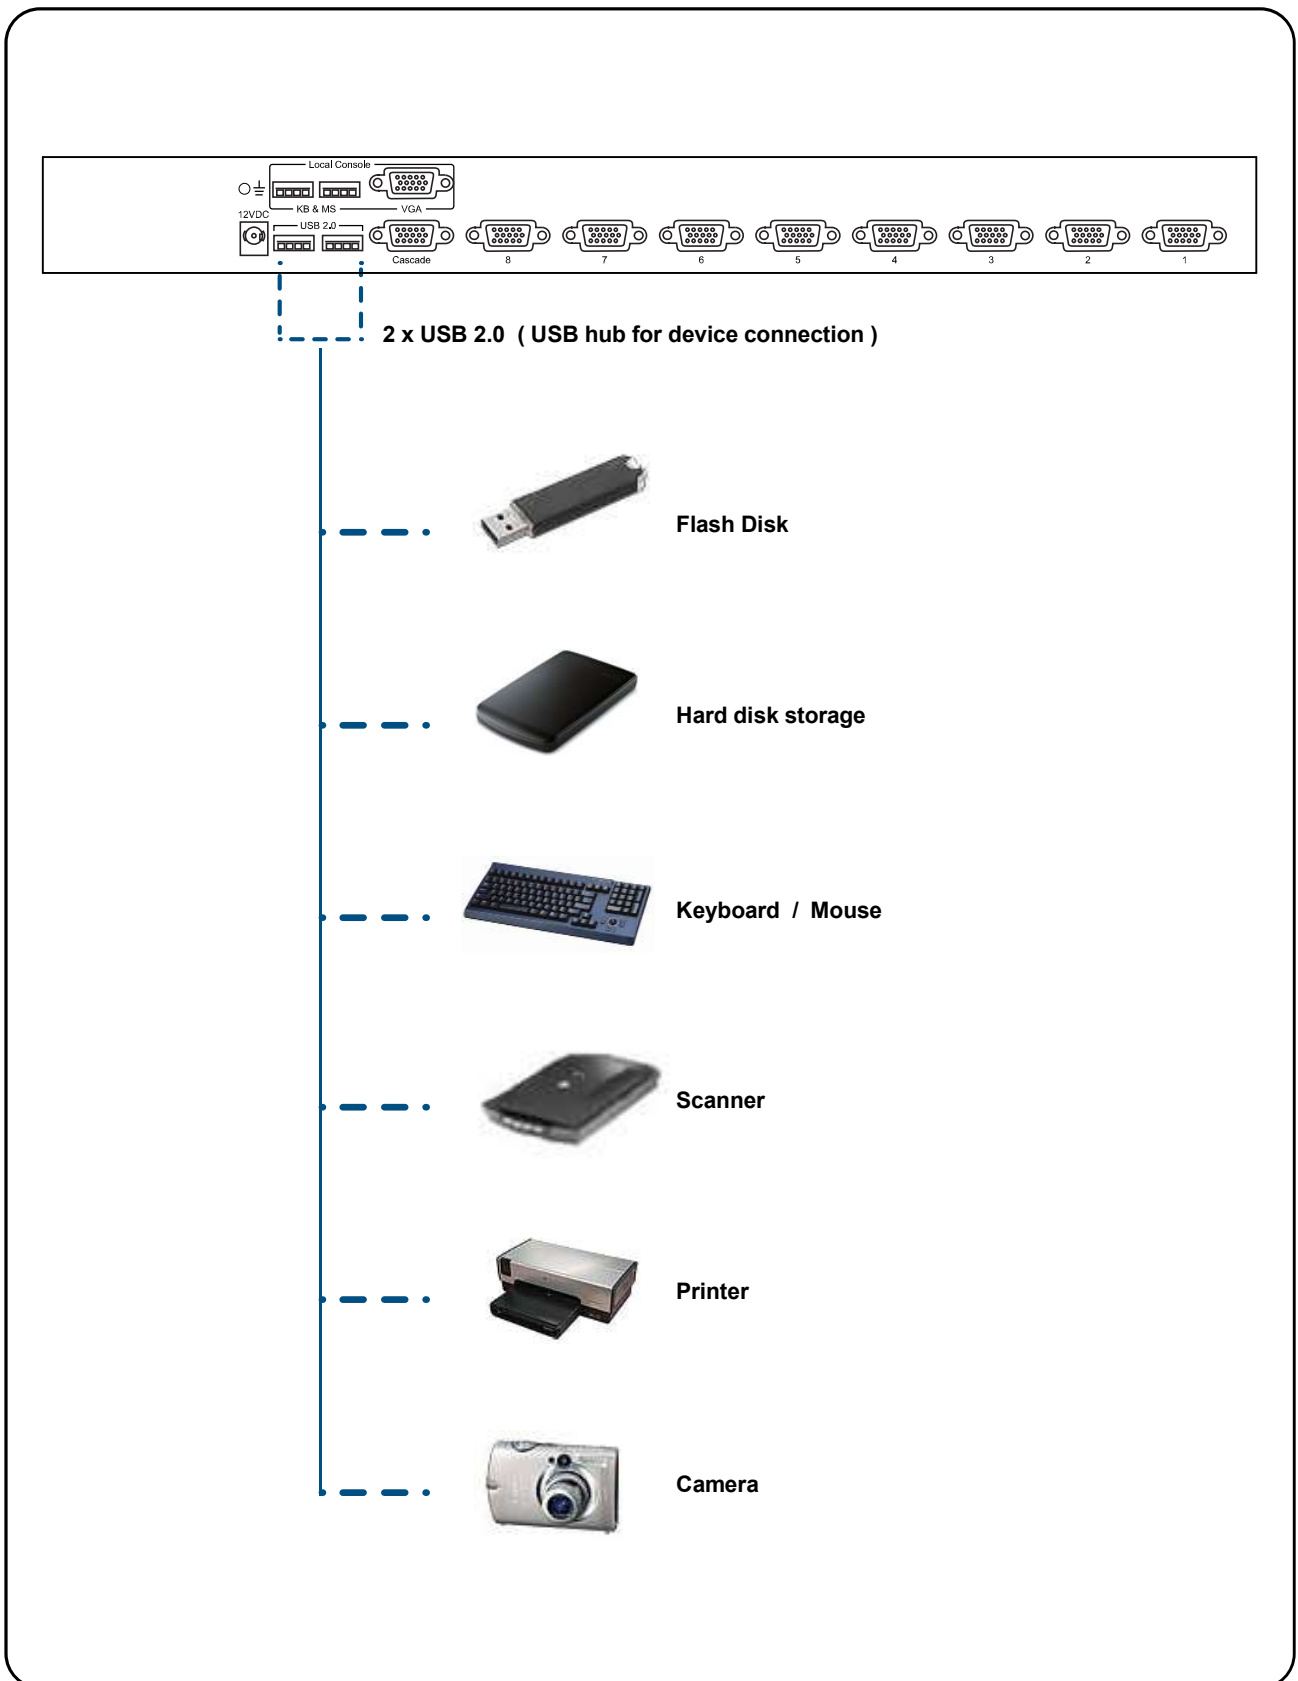 Local Console
KB & MS VGA
12VDC
USB 2.0
Cascade 8 7 6 5 4 3 2 1
2 x USB 2.0 ( USB hub for device connection )
Flash Disk
Hard disk storage
Keyboard / Mouse
Scanner
Printer
Camera